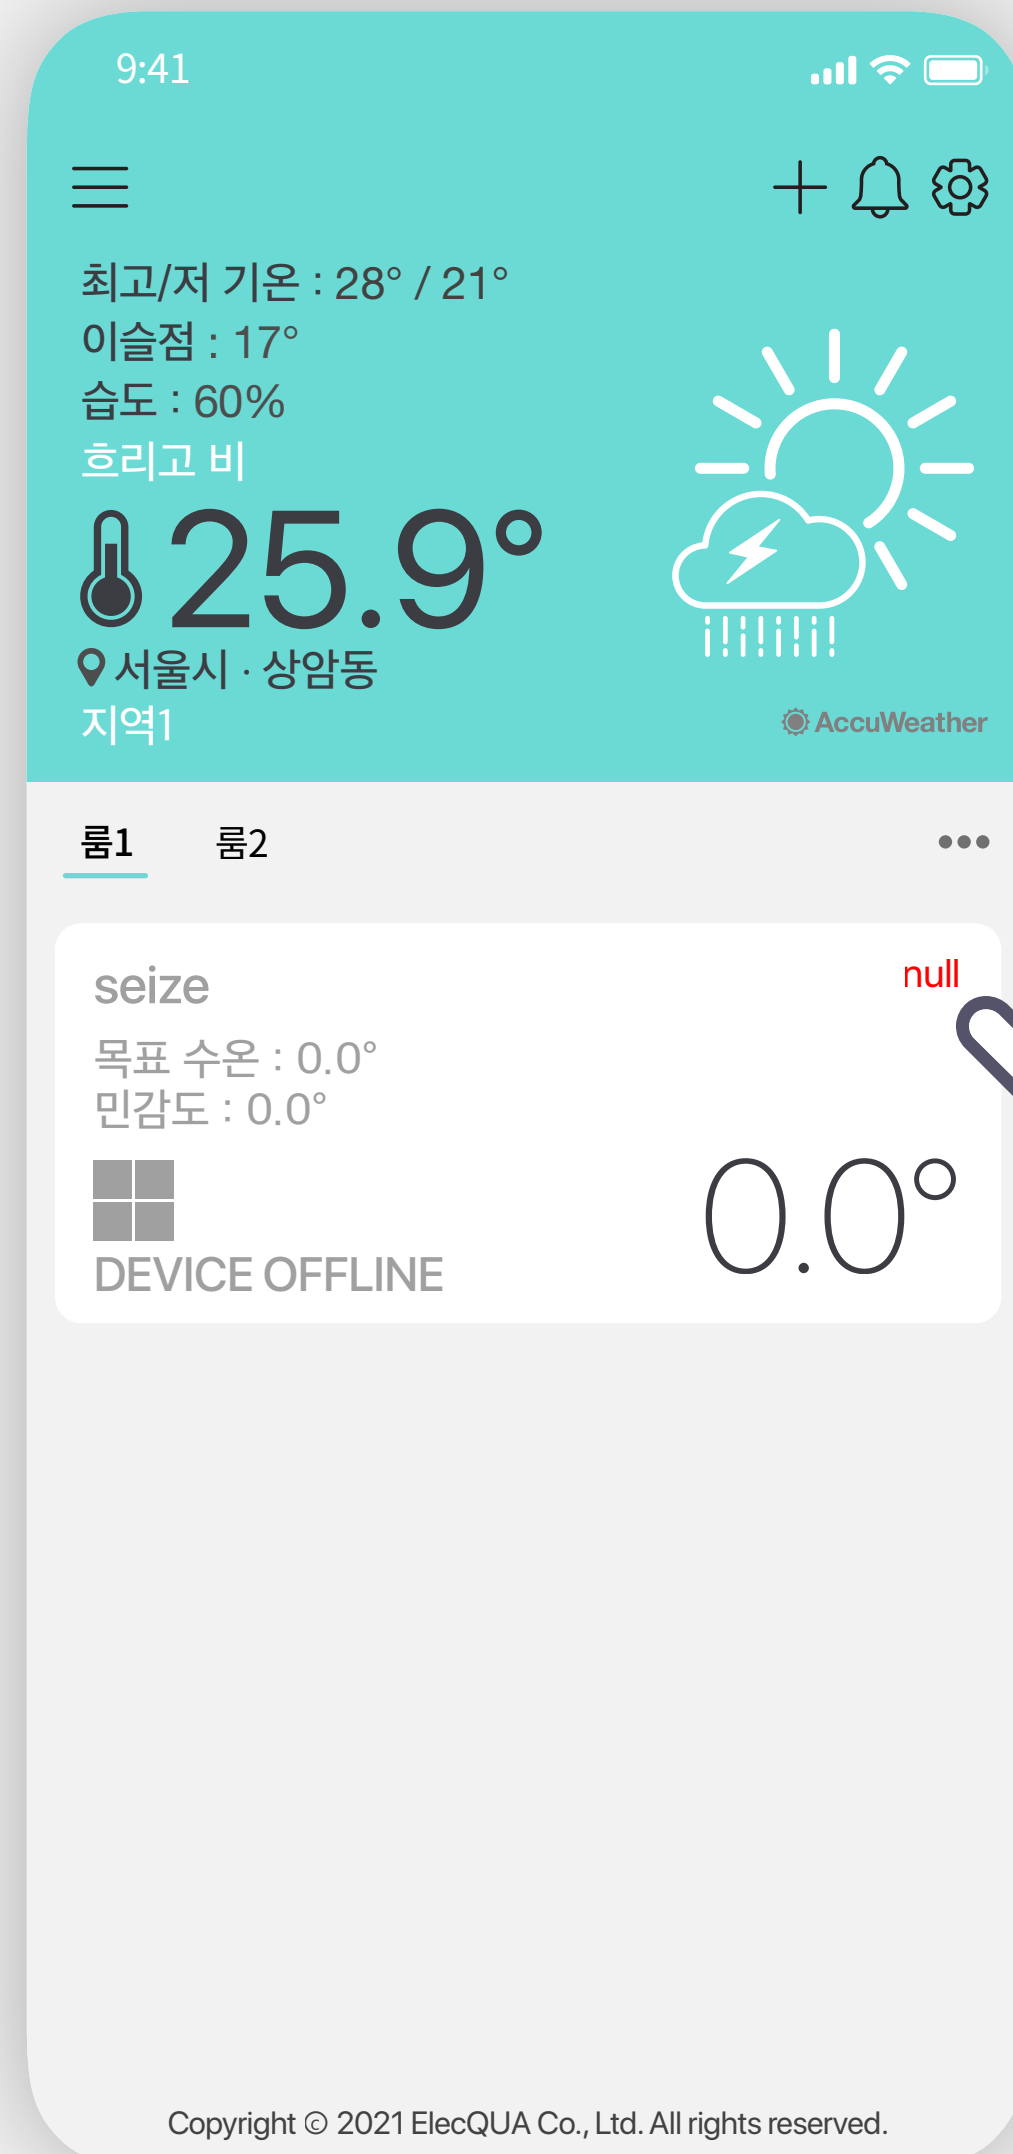 9:41
최고/저 기온 : 28° / 21°
이슬점 : 17°
습도 : 60%
흐리고 비
25.9°
서울시 · 상암동
지역1
AccuWeather
룸1 룸2
seize
null
목표 수온 : 0.0°
민감도 : 0.0°
0.0°
DEVICE OFFLINE
Copyright © 2021 ElecQUA Co., Ltd. All rights reserved.